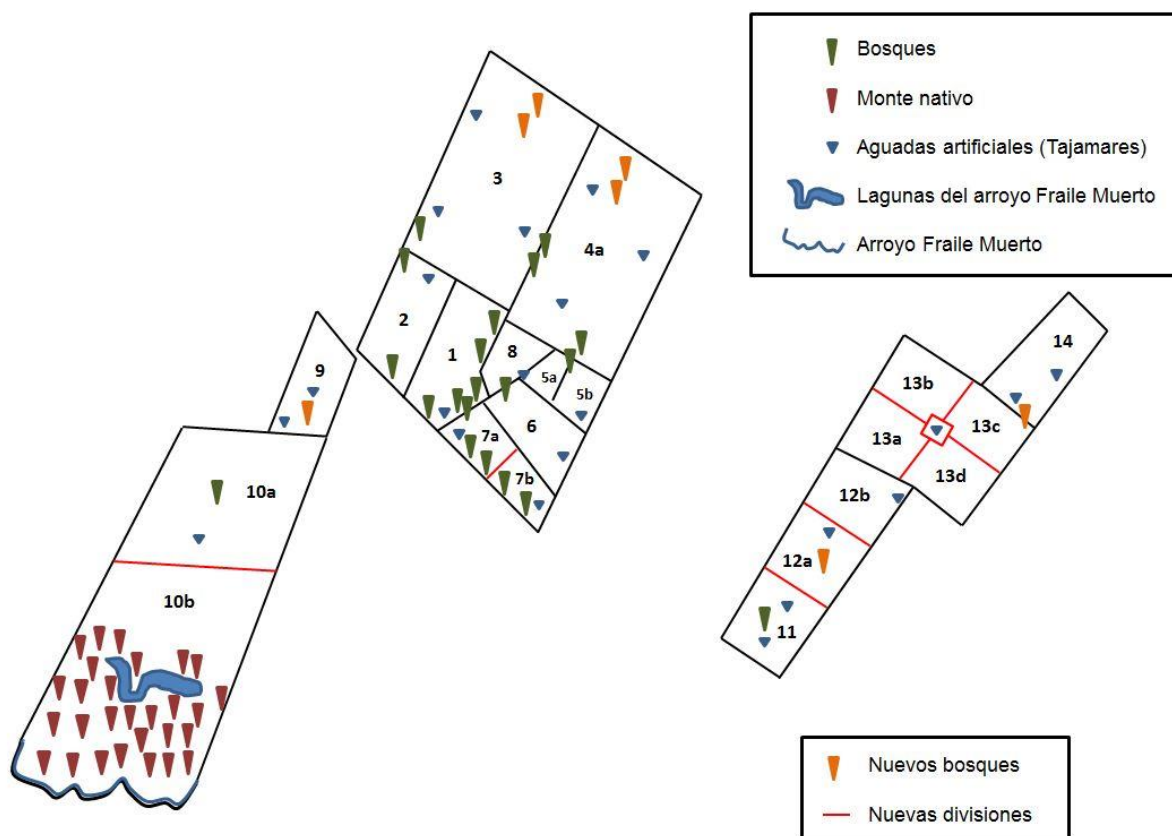 Bosques
Monte nativo
Aguadas artificiales (Tajamares)
Lagunas del arroyo Fraile Muerto
Arroyo Fraile Muerto
3
4a
2
1
8
5a
5b
6
7a
7b
9
10a
10b
14
13b
13c
13a
13d
12b
12a
11
Nuevos bosques
Nuevas divisiones